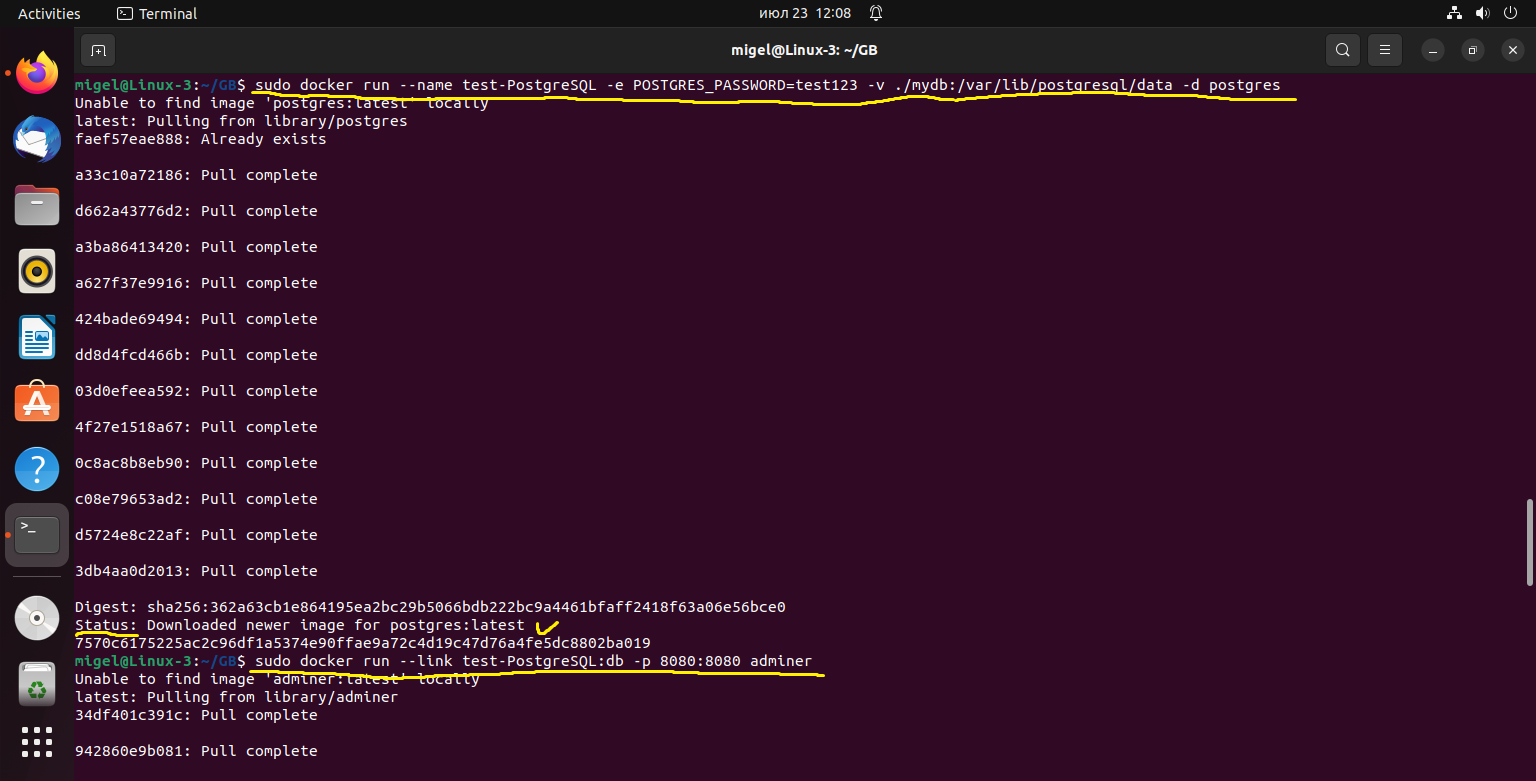 Activities
Terminal
июл 23 12:08
migel@Linux-3: ~/GB
migel@Linux-3:~/GB$ sudo docker run --name test-PostgreSQL -e POSTGRES_PASSWORD=test123 -v ./mydb:/var/lib/postgresql/data -d postgres
Unable to find image 'postgres:latest' locally
latest: Pulling from library/postgres
faef57eae888: Already exists
a33c10a72186: Pull complete
d662a43776d2: Pull complete
a3ba86413420: Pull complete
a627f37e9916: Pull complete
424bade69494: Pull complete
dd8d4fcd466b: Pull complete
03d0efeea592: Pull complete
4f27e1518a67: Pull complete
0c8ac8b8eb90: Pull complete
c08e79653ad2: Pull complete
d5724e8c22af: Pull complete
3db4aa0d2013: Pull complete
Digest: sha256:362a63cb1e864195ea2bc29b5066bdb222bc9a4461bfaff2418f63a06e56bce0
Status: Downloaded newer image for postgres:latest
7570c6175225ac2c96df1a5374e90ffae9a72c4d19c47d76a4fe5dc8802ba019
migel@Linux-3:~/GB$ sudo docker run --link test-PostgreSQL:db -p 8080:8080 adminer
Unable to find image 'adminer:latest' locally
latest: Pulling from library/adminer
34df401c391c: Pull complete
942860e9b081: Pull complete